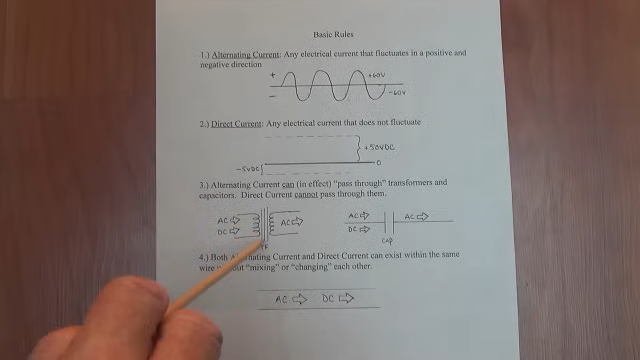 Basic Rules
1.) Alternating Current: Any electrical current that fluctuates in a positive and
negative direction
+
+60V
−
-60V
2.) Direct Current: Any electrical current that does not fluctuate
+50VDC
0
-5VDC
3.) Alternating Current can (in effect) "pass through" transformers and
capacitors. Direct Current cannot pass through them.
AC
AC
DC
AC
AC
DC
cap
4.) Both Current and Direct Current can exist within the same
wire "mixing" or "changing" each other.
AC DC